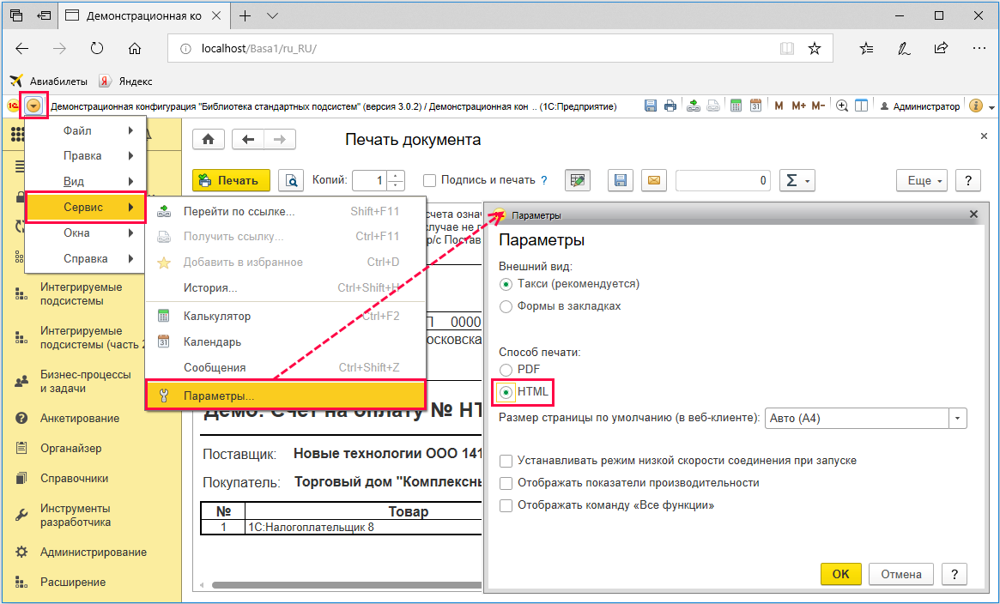 Демонстрационная ко
localhost/Basa1/ru_RU/
Авиабилеты
Яндекс
Демонстрационная конфигурация "Библиотека стандартных подсистем" (версия 3.0.2) / Демонстрационная кон .. (1С:Предприятие)
M M+ M-
Администратор
Файл
Правка
Вид
Сервис
Окна
Справка
Печать документа
Печать
Копий:
1
Подпись и печать ?
0
Σ
Еще
?
Перейти по ссылке... Shift+F11
Получить ссылку... Ctrl+F11
Добавить в избранное Ctrl+D
История... Ctrl+Shift+H
Калькулятор Ctrl+F2
Календарь
Сообщения Ctrl+Shift+Z
Параметры...
счета озна
случае не п
р/с Постав
0000
осковска
Интегрируемые
подсистемы
Интегрируемые
подсистемы (часть 2
Бизнес-процессы
и задачи
Анкетирование
Органайзер
Справочники
Инструменты
разработчика
Администрирование
Расширение
Демо: Счет на оплату № НТ
Поставщик: Новые технологии ООО 141
Покупатель: Торговый дом "Комплексны
№ Товар
1 1С:Налогоплательщик 8
Параметры
Параметры
Внешний вид:
Такси (рекомендуется)
Формы в закладках
Способ печати:
PDF
HTML
Размер страницы по умолчанию (в веб-клиенте): Авто (A4)
Устанавливать режим низкой скорости соединения при запуске
Отображать показатели производительности
Отображать команду «Все функции»
OK
Отмена
?